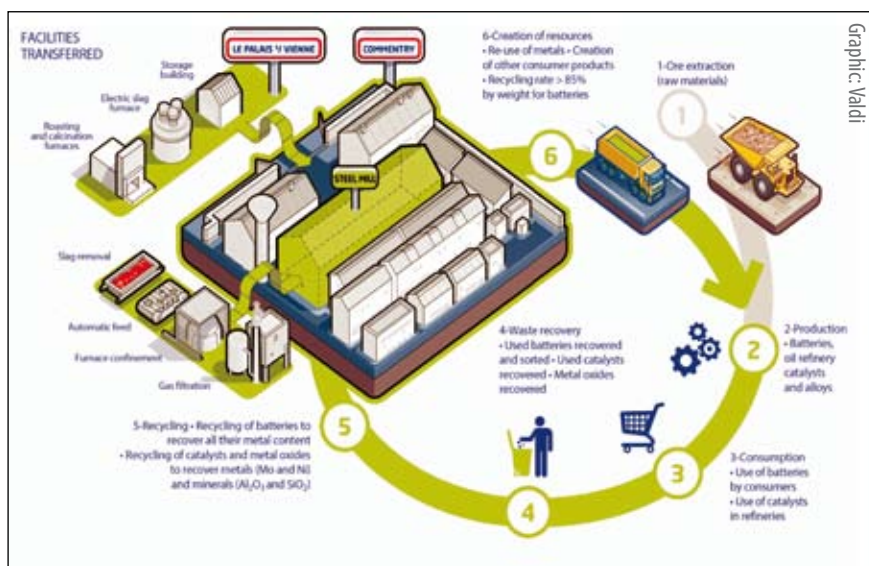 FACILITIES
TRANSFERRED
LE PALAIS S/ VIENNE
COMMENTRY
Storage
building
Electric slag
furnace
Roasting
and calcination
furnaces
STEEL MILL
Slag removal
Automatic feed
Furnace confinement
Gas filtration
6-Creation of resources
• Re-use of metals • Creation
of other consumer products
• Recycling rate > 85%
by weight for batteries
6
1-Ore extraction
(raw materials)
1
2
2-Production
• Batteries,
oil refinery
catalysts
and alloys
3
3-Consumption
• Use of batteries
by consumers
• Use of catalysts
in refineries
4-Waste recovery
• Used batteries recovered
and sorted • Used catalysts
recovered • Metal oxides
recovered
4
5
5-Recycling • Recycling of batteries to
recover all their metal content
• Recycling of catalysts and metal oxides
to recover metals (Mo and Ni)
and minerals (Al₂O₃ and SiO₂)
Graphic: Valdi